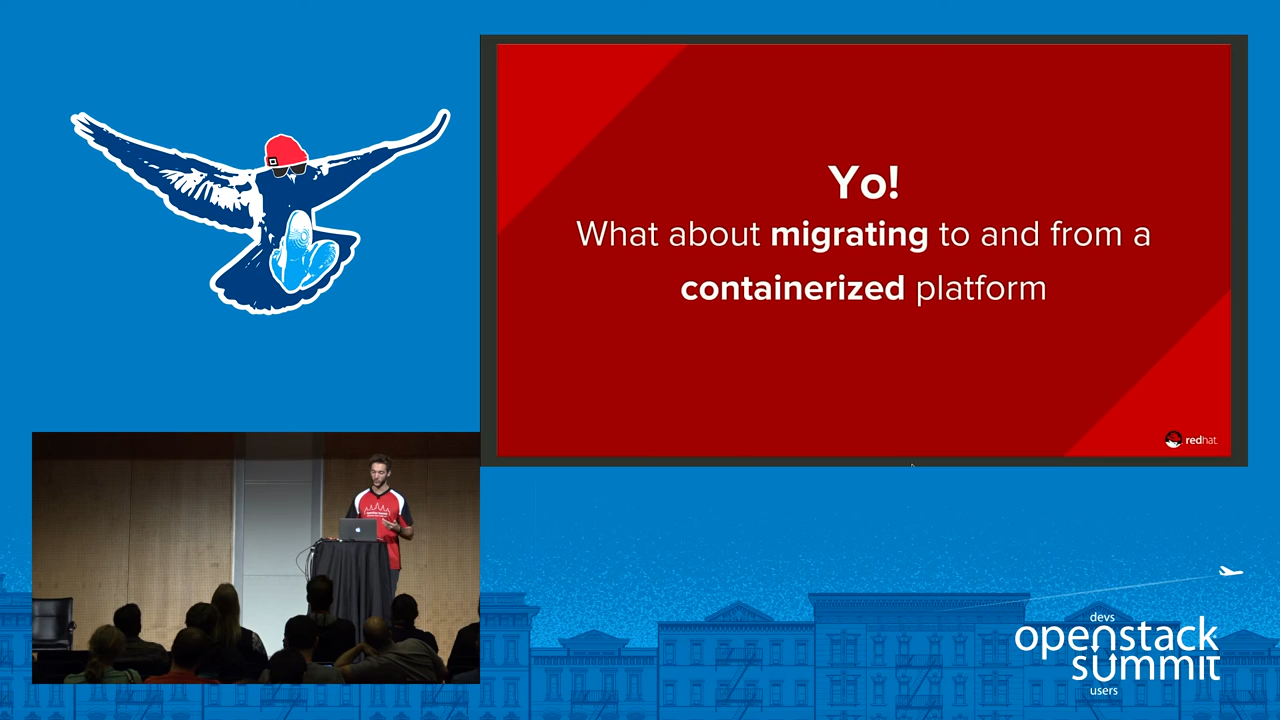 Yo!
What about migrating to and from a
containerized platform
redhat.
devs
openstack
summit
users